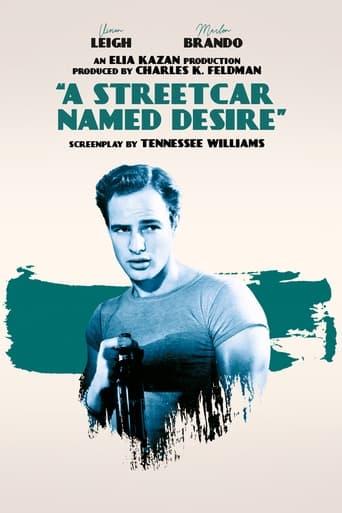 Vivien Marlon
LEIGH BRANDO
AN ELIA KAZAN PRODUCTION
PRODUCED BY CHARLES K. FELDMAN
"A STREETCAR
NAMED DESIRE"
SCREENPLAY BY TENNESSEE WILLIAMS